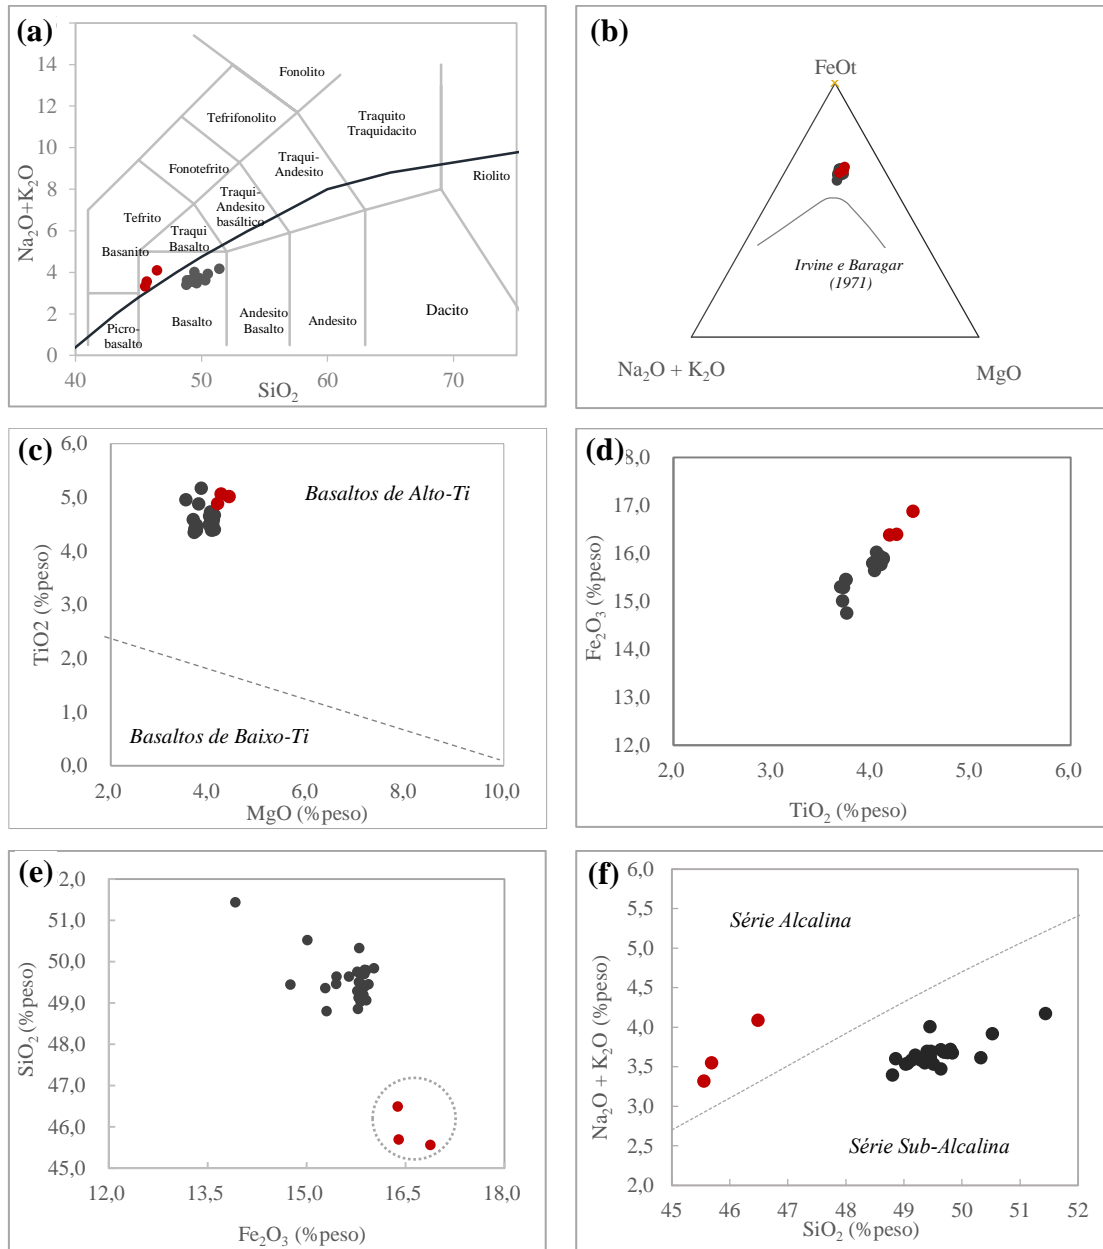 (a)
14
12
10
8
6
4
2
0
Na2O+K2O
40
50
60
70
SiO2
Fonolito
Tefrifonolito
Traquito
Traquidacito
Fonotefrito
Traqui-
Andesito
Riolito
Traqui-
Andesito
basáltico
Tefrito
Traqui
Basalto
Basanito
Picro-
basalto
Basalto
Andesito
Basalto
Andesito
Dacito
(b)
FeOt
Irvine e Baragar
(1971)
Na2O + K2O
MgO
(c)
6,0
5,0
4,0
3,0
2,0
1,0
0,0
TiO2 (%peso)
Basaltos de Alto-Ti
Basaltos de Baixo-Ti
2,0
4,0
6,0
8,0
10,0
MgO (%peso)
(d)
18,0
17,0
16,0
15,0
14,0
13,0
12,0
Fe2O3 (%peso)
2,0
3,0
4,0
5,0
6,0
TiO2 (%peso)
(e)
52,0
51,0
50,0
49,0
48,0
47,0
46,0
45,0
SiO2 (%peso)
12,0
13,5
15,0
16,5
18,0
Fe2O3 (%peso)
(f)
6,0
5,5
5,0
4,5
4,0
3,5
3,0
2,5
2,0
Na2O + K2O (%peso)
Série Alcalina
Série Sub-Alcalina
45
46
47
48
49
50
51
52
SiO2 (%peso)